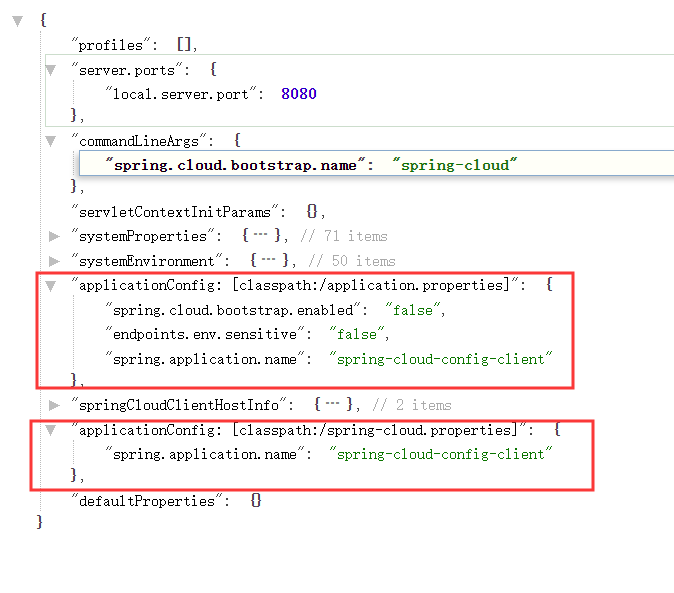 {
"profiles": [],
"server.ports": {
"local.server.port": 8080
},
"commandLineArgs": {
"spring.cloud.bootstrap.name": "spring-cloud"
},
"servletContextInitParams": {},
"systemProperties": {...}, // 71 items
"systemEnvironment": {...}, // 50 items
"applicationConfig: [classpath:/application.properties]": {
"spring.cloud.bootstrap.enabled": "false",
"endpoints.env.sensitive": "false",
"spring.application.name": "spring-cloud-config-client"
},
"springCloudClientHostInfo": {...}, // 2 items
"applicationConfig: [classpath:/spring-cloud.properties]": {
"spring.application.name": "spring-cloud-config-client"
},
"defaultProperties": {}
}